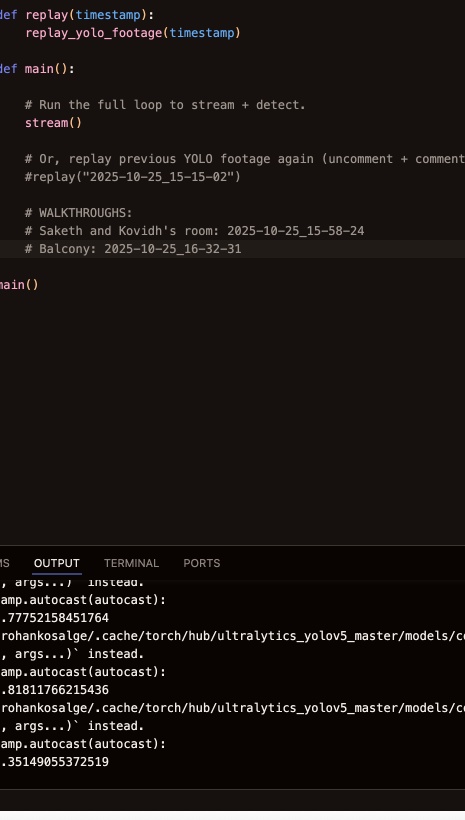 def replay(timestamp):
replay_yolo_footage(timestamp)
def main():
# Run the full loop to stream + detect.
stream()
# Or, replay previous YOLO footage again (uncomment + comment
#replay("2025-10-25_15-15-02")
# WALKTHROUGHS:
# Saketh and Kovidh's room: 2025-10-25_15-58-24
# Balcony: 2025-10-25_16-32-31
main()
MS OUTPUT TERMINAL PORTS
, args...)` instead.
amp.autocast(autocast):
.77752158451764
rohankosalge/.cache/torch/hub/ultralytics_yolov5_master/models/co
, args...)` instead.
amp.autocast(autocast):
.81811766215436
rohankosalge/.cache/torch/hub/ultralytics_yolov5_master/models/co
, args...)` instead.
amp.autocast(autocast):
.35149055372519